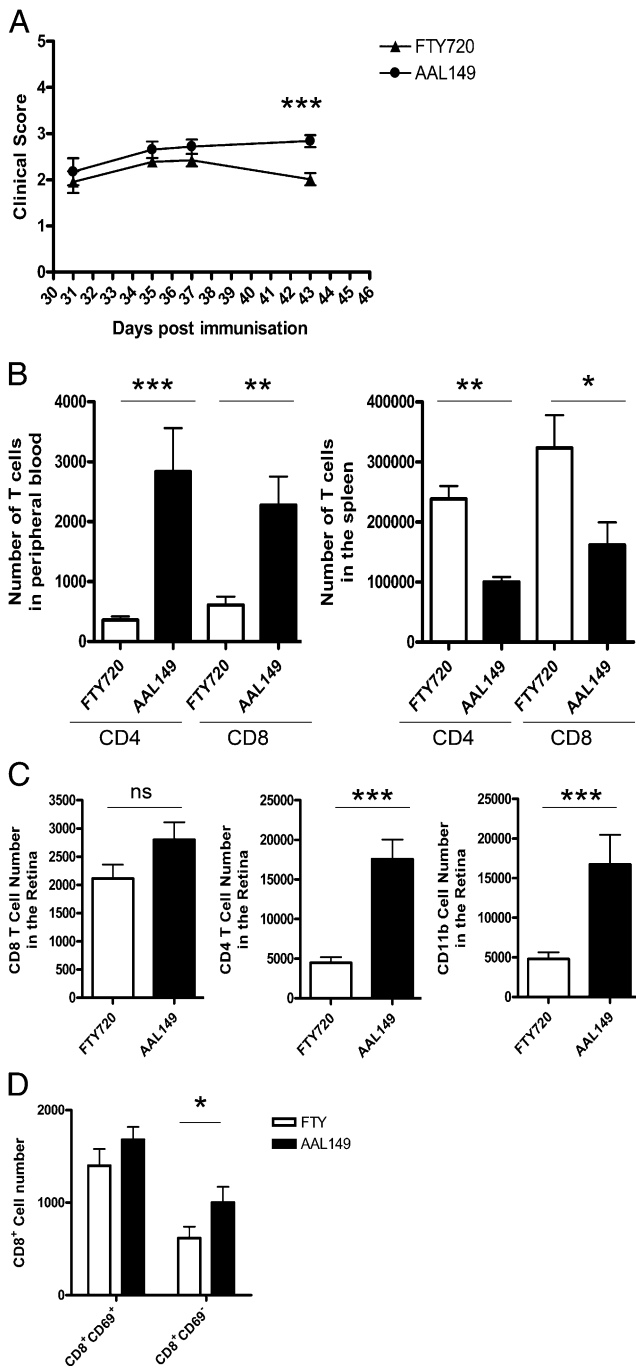 A
5
4
3
2
1
0
Clinical Score
FTY720
AAL149
***
30 31 32 33 34 35 36 37 38 39 40 41 42 43 44 45 46
Days post immunisation
B
*** **
4000
3000
2000
1000
0
Number of T cells
in peripheral blood
FTY720 AAL149 FTY720 AAL149
CD4 CD8
** *
400000
300000
200000
100000
0
Number of T cells
in the spleen
FTY720 AAL149 FTY720 AAL149
CD4 CD8
C
ns
3500
3000
2500
2000
1500
1000
500
0
CD8 T Cell Number
in the Retina
FTY720 AAL149
***
25000
20000
15000
10000
5000
0
CD4 T Cell Number
in the Retina
FTY720 AAL149
***
25000
20000
15000
10000
5000
0
CD11b Cell Number
in the Retina
FTY720 AAL149
D
2000
1000
0
CD8+ Cell number
*
FTY
AAL149
CD8+CD69+ CD8+CD69-